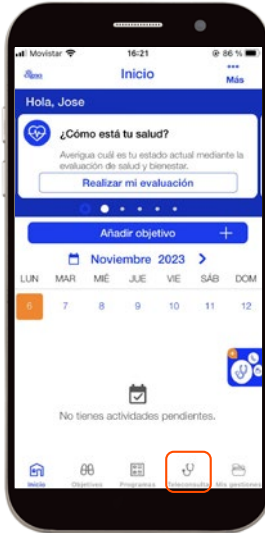 Movistar 16:21 86 %
Inicio
Más
Hola, Jose
¿Cómo está tu salud?
Averigua cuál es tu estado actual mediante la
evaluación de salud y bienestar.
Realizar mi evaluación
Añadir objetivo +
Noviembre 2023 >
LUN MAR MIÉ JUE VIE SÁB DOM
6 7 8 9 10 11 12
No tienes actividades pendientes.
Inicio Objetivos Programas Teleconsulta Mis gestiones